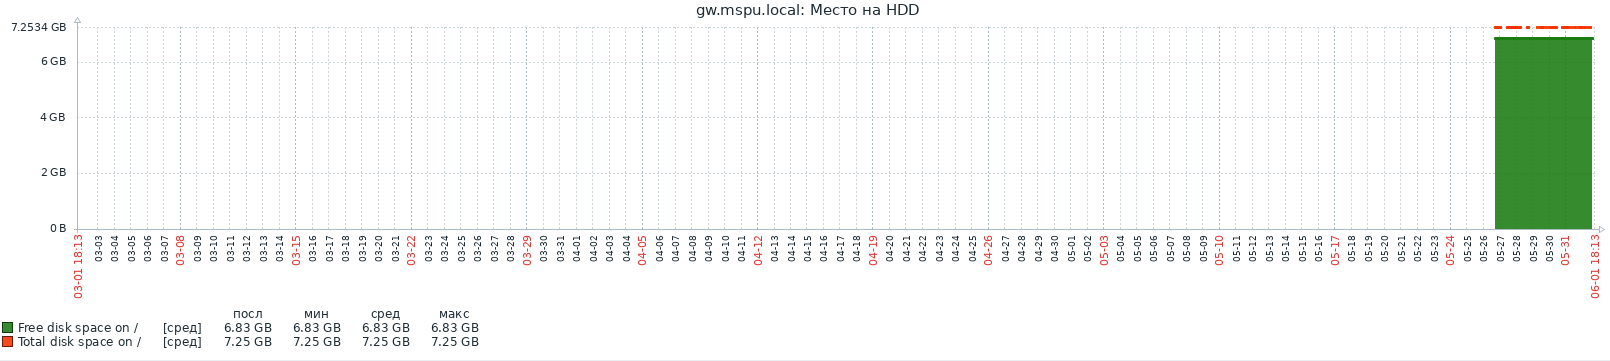 gw.mspu.local: Место на HDD
7.2534 GB
6 GB
4 GB
2 GB
0 B
03-01 18:13 03-03 03-04 03-05 03-06 03-07 03-08 03-09 03-10 03-11 03-12 03-13 03-14 03-15 03-16 03-17 03-18 03-19 03-20 03-21 03-22 03-23 03-24 03-25 03-26 03-27 03-28 03-29 03-30 03-31 04-01 04-02 04-03 04-04 04-05 04-06 04-07 04-08 04-09 04-10 04-11 04-12 04-13 04-14 04-15 04-16 04-17 04-18 04-19 04-20 04-21 04-22 04-23 04-24 04-25 04-26 04-27 04-28 04-29 04-30 05-01 05-02 05-03 05-04 05-05 05-06 05-07 05-08 05-09 05-10 05-11 05-12 05-13 05-14 05-15 05-16 05-17 05-18 05-19 05-20 05-21 05-22 05-23 05-24 05-25 05-26 05-27 05-28 05-29 05-30 05-31 06-01 18:13
посл мин сред макс
Free disk space on / [сред] 6.83 GB 6.83 GB 6.83 GB 6.83 GB
Total disk space on / [сред] 7.25 GB 7.25 GB 7.25 GB 7.25 GB